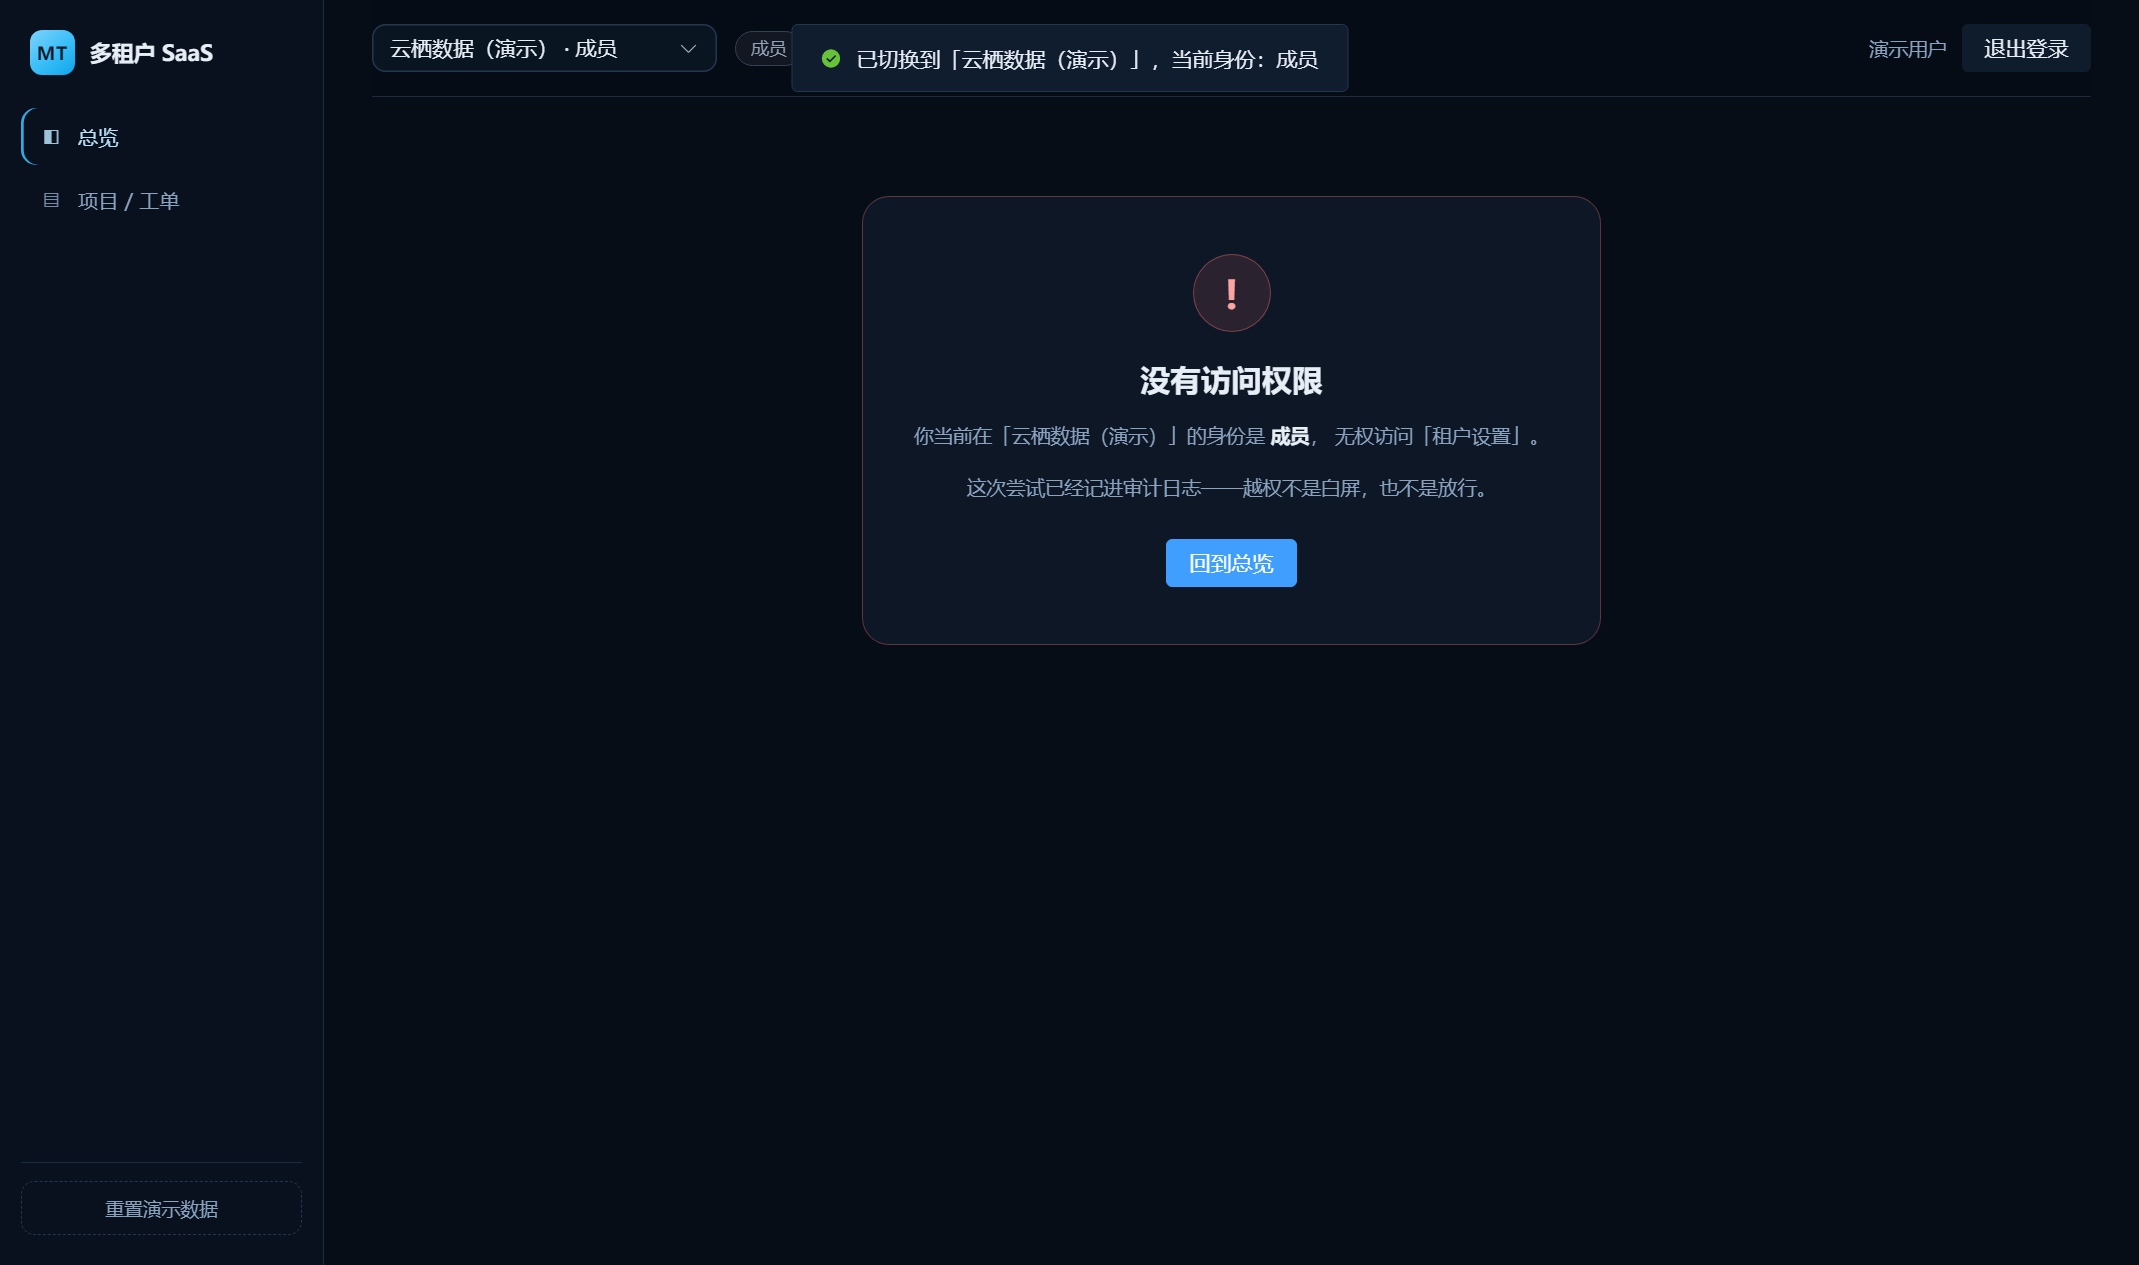 MT 多租户 SaaS
总览
项目 / 工单
重置演示数据
云栖数据（演示） · 成员
成员
已切换到「云栖数据（演示）」，当前身份：成员
演示用户
退出登录
!
没有访问权限
你当前在「云栖数据（演示）」的身份是 成员， 无权访问「租户设置」。
这次尝试已经记进审计日志——越权不是白屏，也不是放行。
回到总览